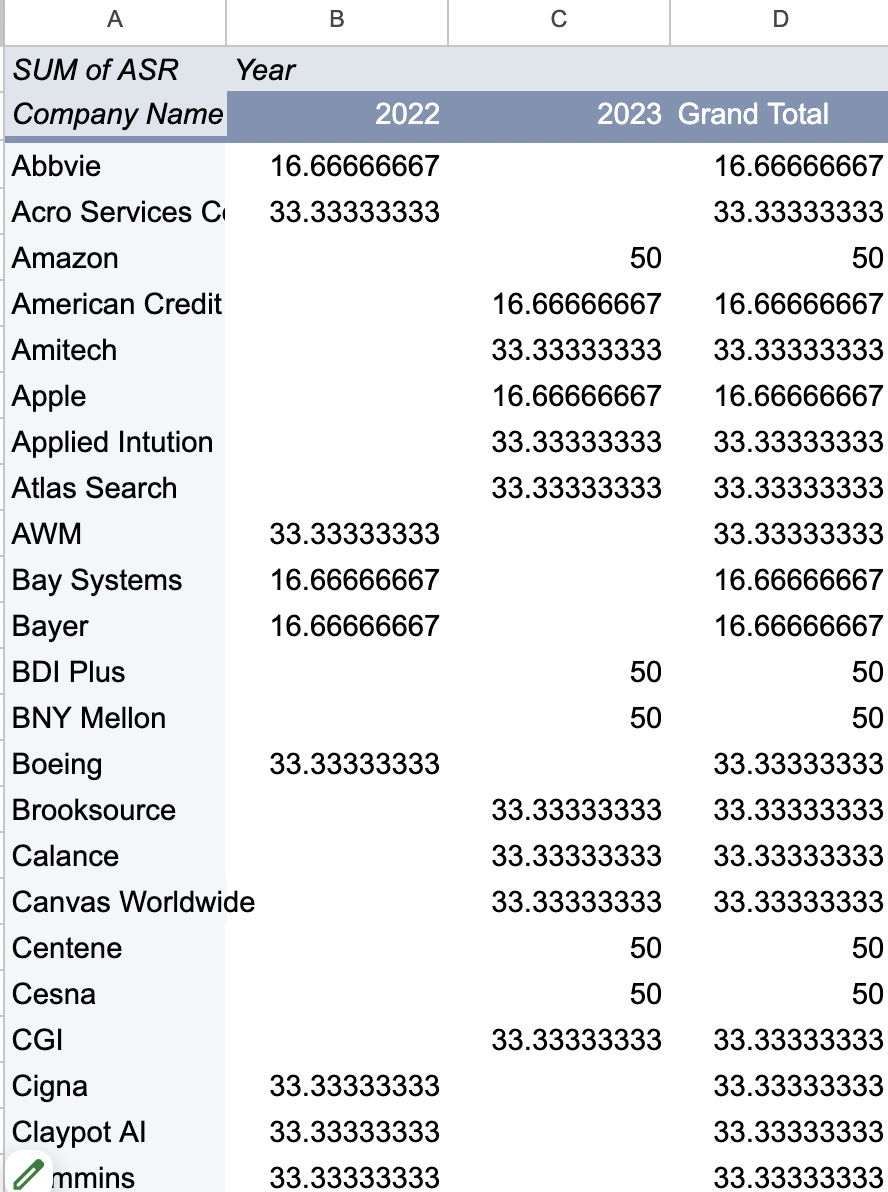 A B C D
SUM of ASR Year
Company Name 2022 2023 Grand Total
Abbvie 16.66666667 16.66666667
Acro Services 33.33333333 33.33333333
Amazon 50 50
American Credit 16.66666667 16.66666667
Amitech 33.33333333 33.33333333
Apple 16.66666667 16.66666667
Applied Intution 33.33333333 33.33333333
Atlas Search 33.33333333 33.33333333
AWM 33.33333333 33.33333333
Bay Systems 16.66666667 16.66666667
Bayer 16.66666667 16.66666667
BDI Plus 50 50
BNY Mellon 50 50
Boeing 33.33333333 33.33333333
Brooksource 33.33333333 33.33333333
Calance 33.33333333 33.33333333
Canvas Worldwide 33.33333333 33.33333333
Centene 50 50
Cesna 50 50
CGI 33.33333333 33.33333333
Cigna 33.33333333 33.33333333
Claypot AI 33.33333333 33.33333333
33.33333333 33.33333333